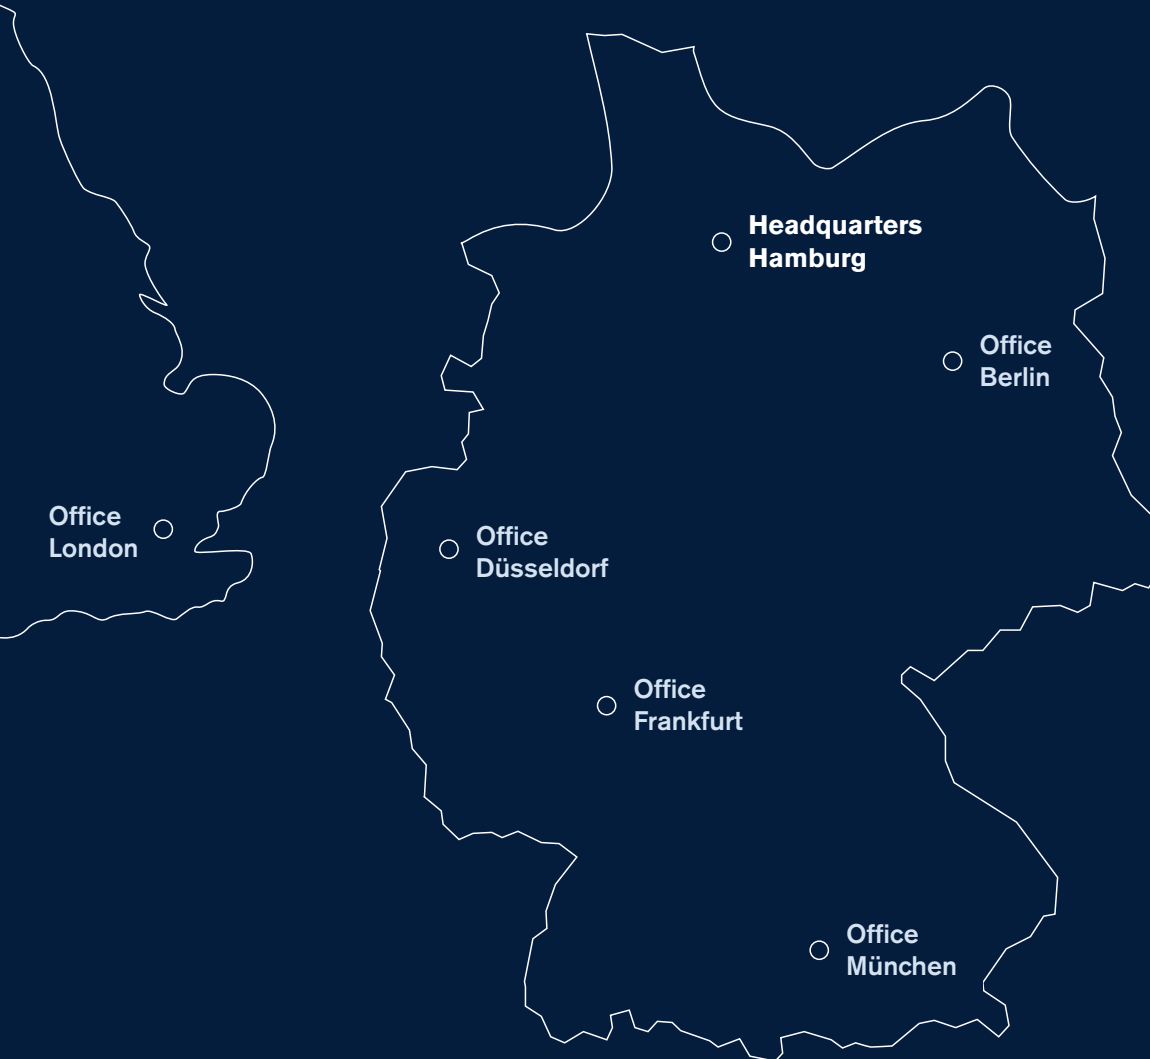 Headquarters
Hamburg
Office
Berlin
Office
London
Office
Düsseldorf
Office
Frankfurt
Office
München